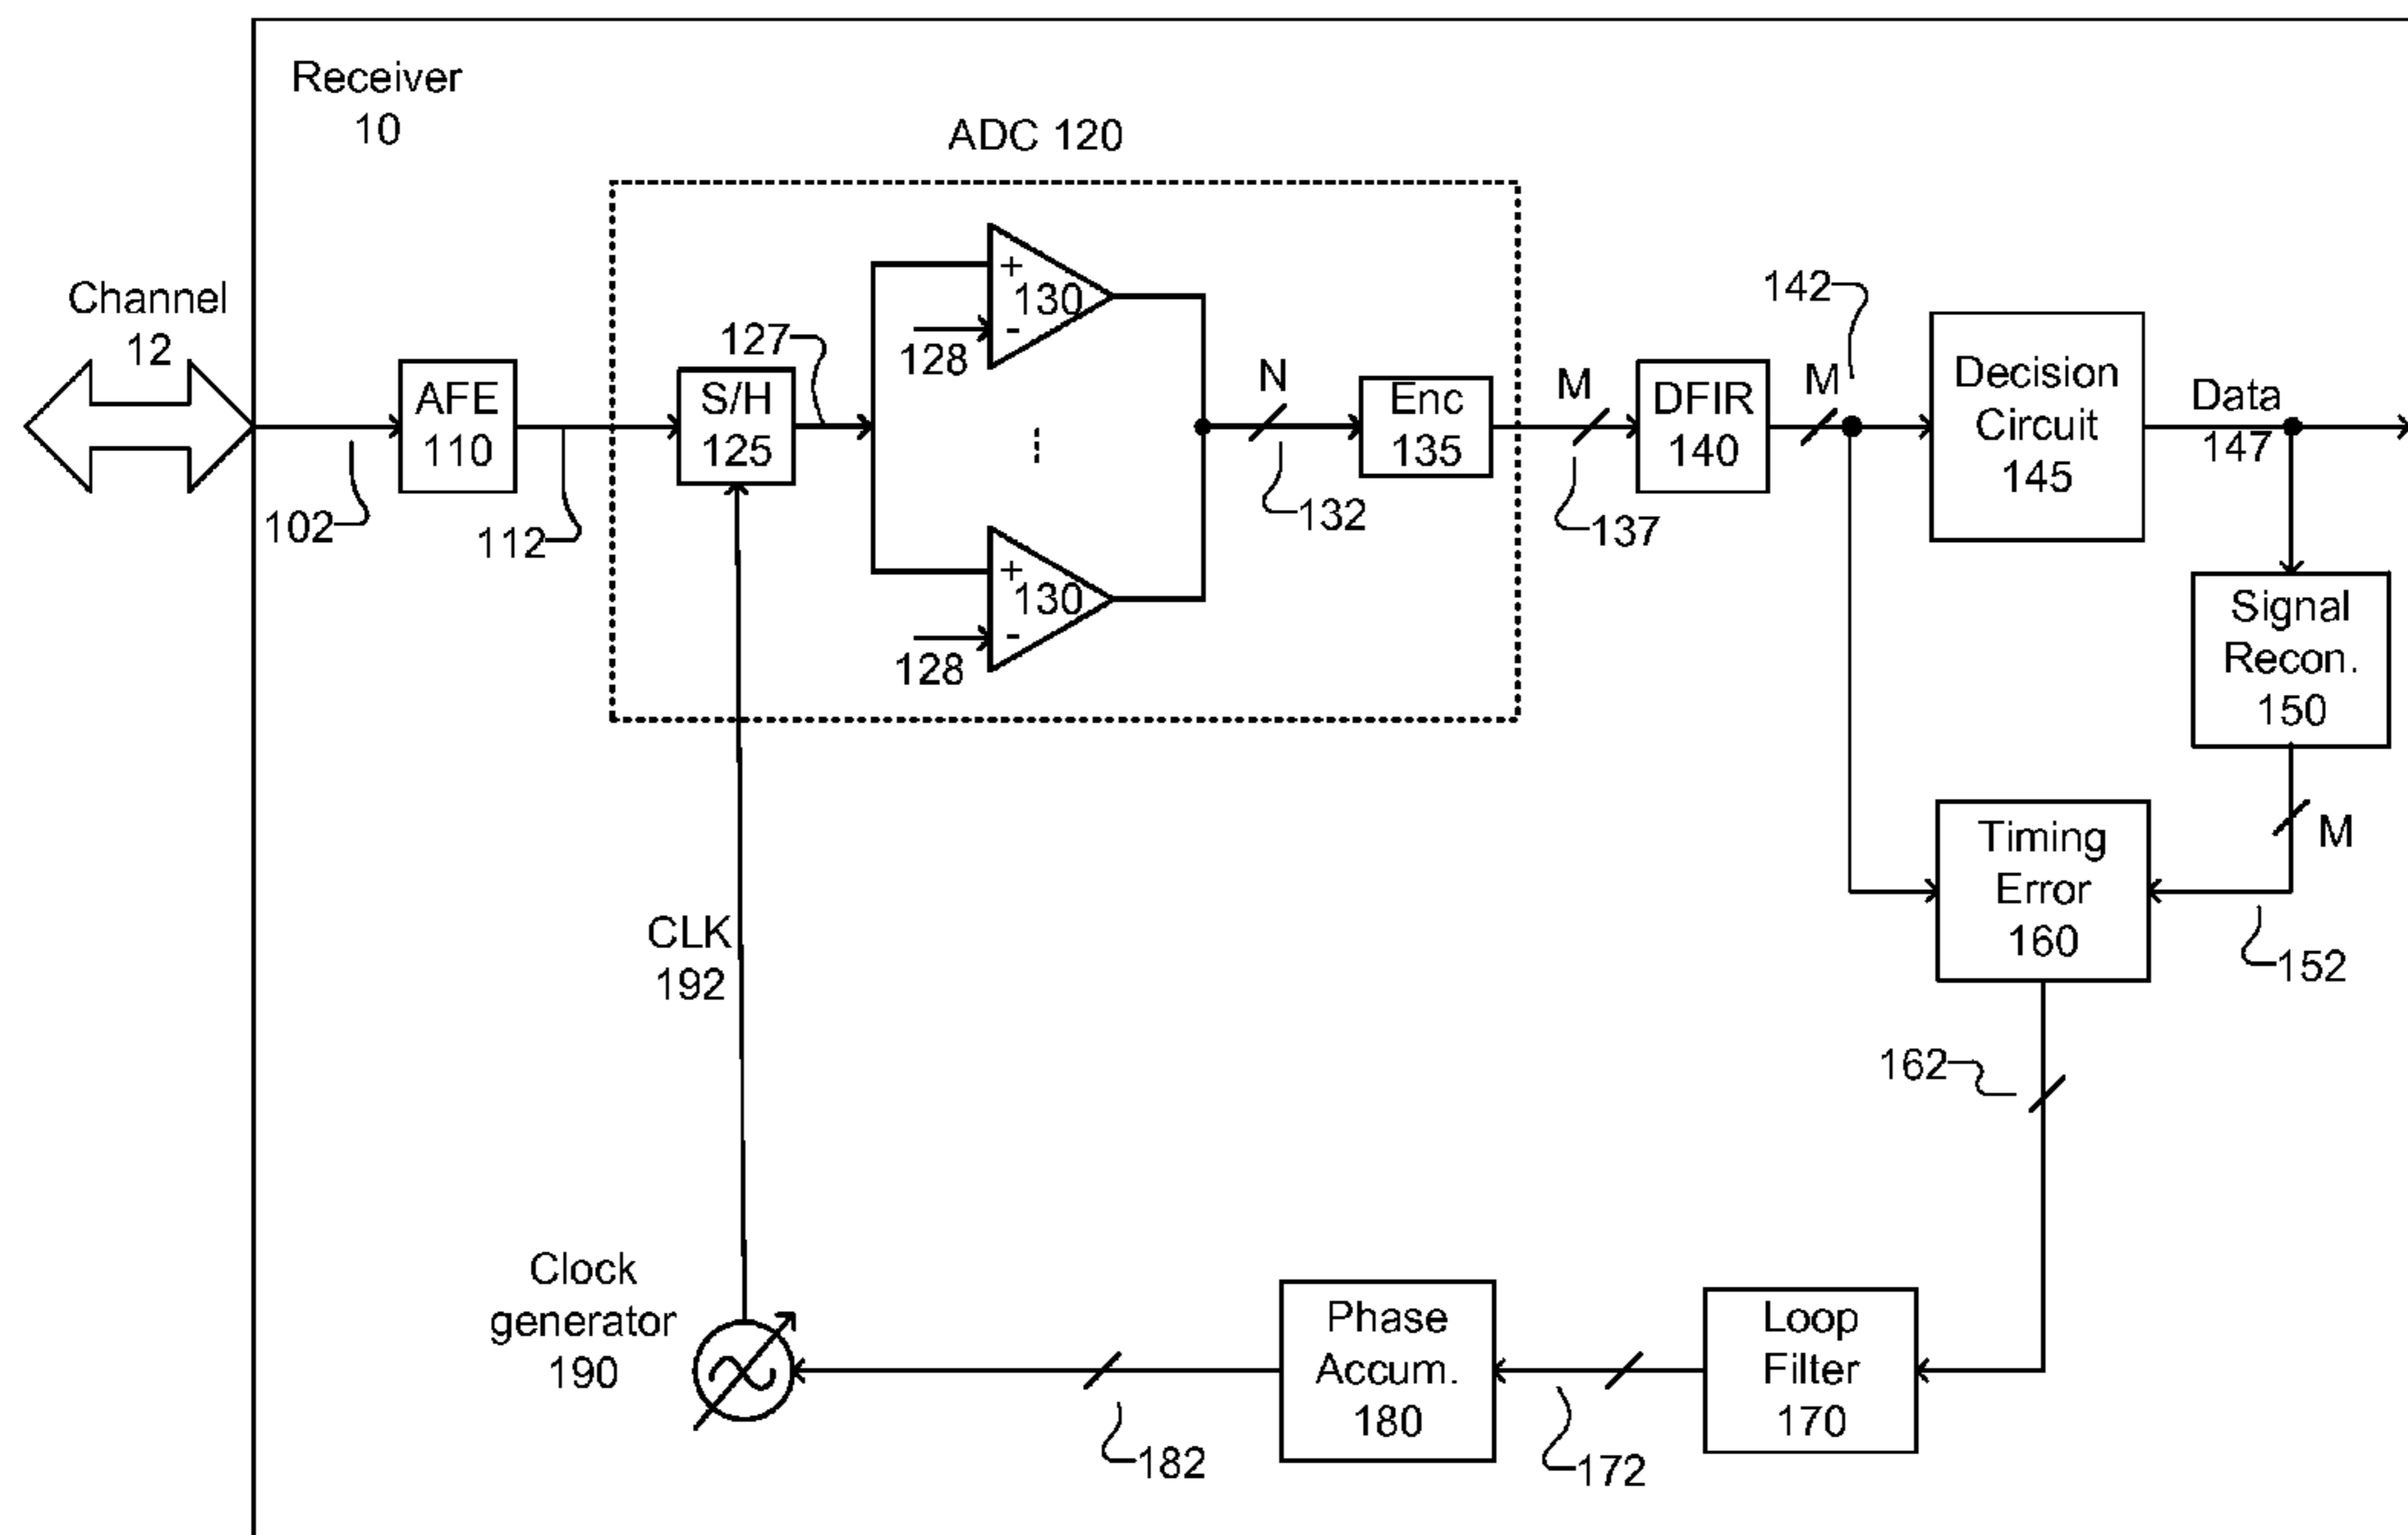 Receiver
10
ADC 120
Channel
12
AFE
110
102
112
S/H
125
127
+
130
-
128
+
130
-
128
N
132
Enc
135
M
137
DFIR
140
M
142
Decision
Circuit
145
Data
147
Signal
Recon.
150
M
152
Timing
Error
160
162
CLK
192
Clock
generator
190
182
Phase
Accum.
180
172
Loop
Filter
170